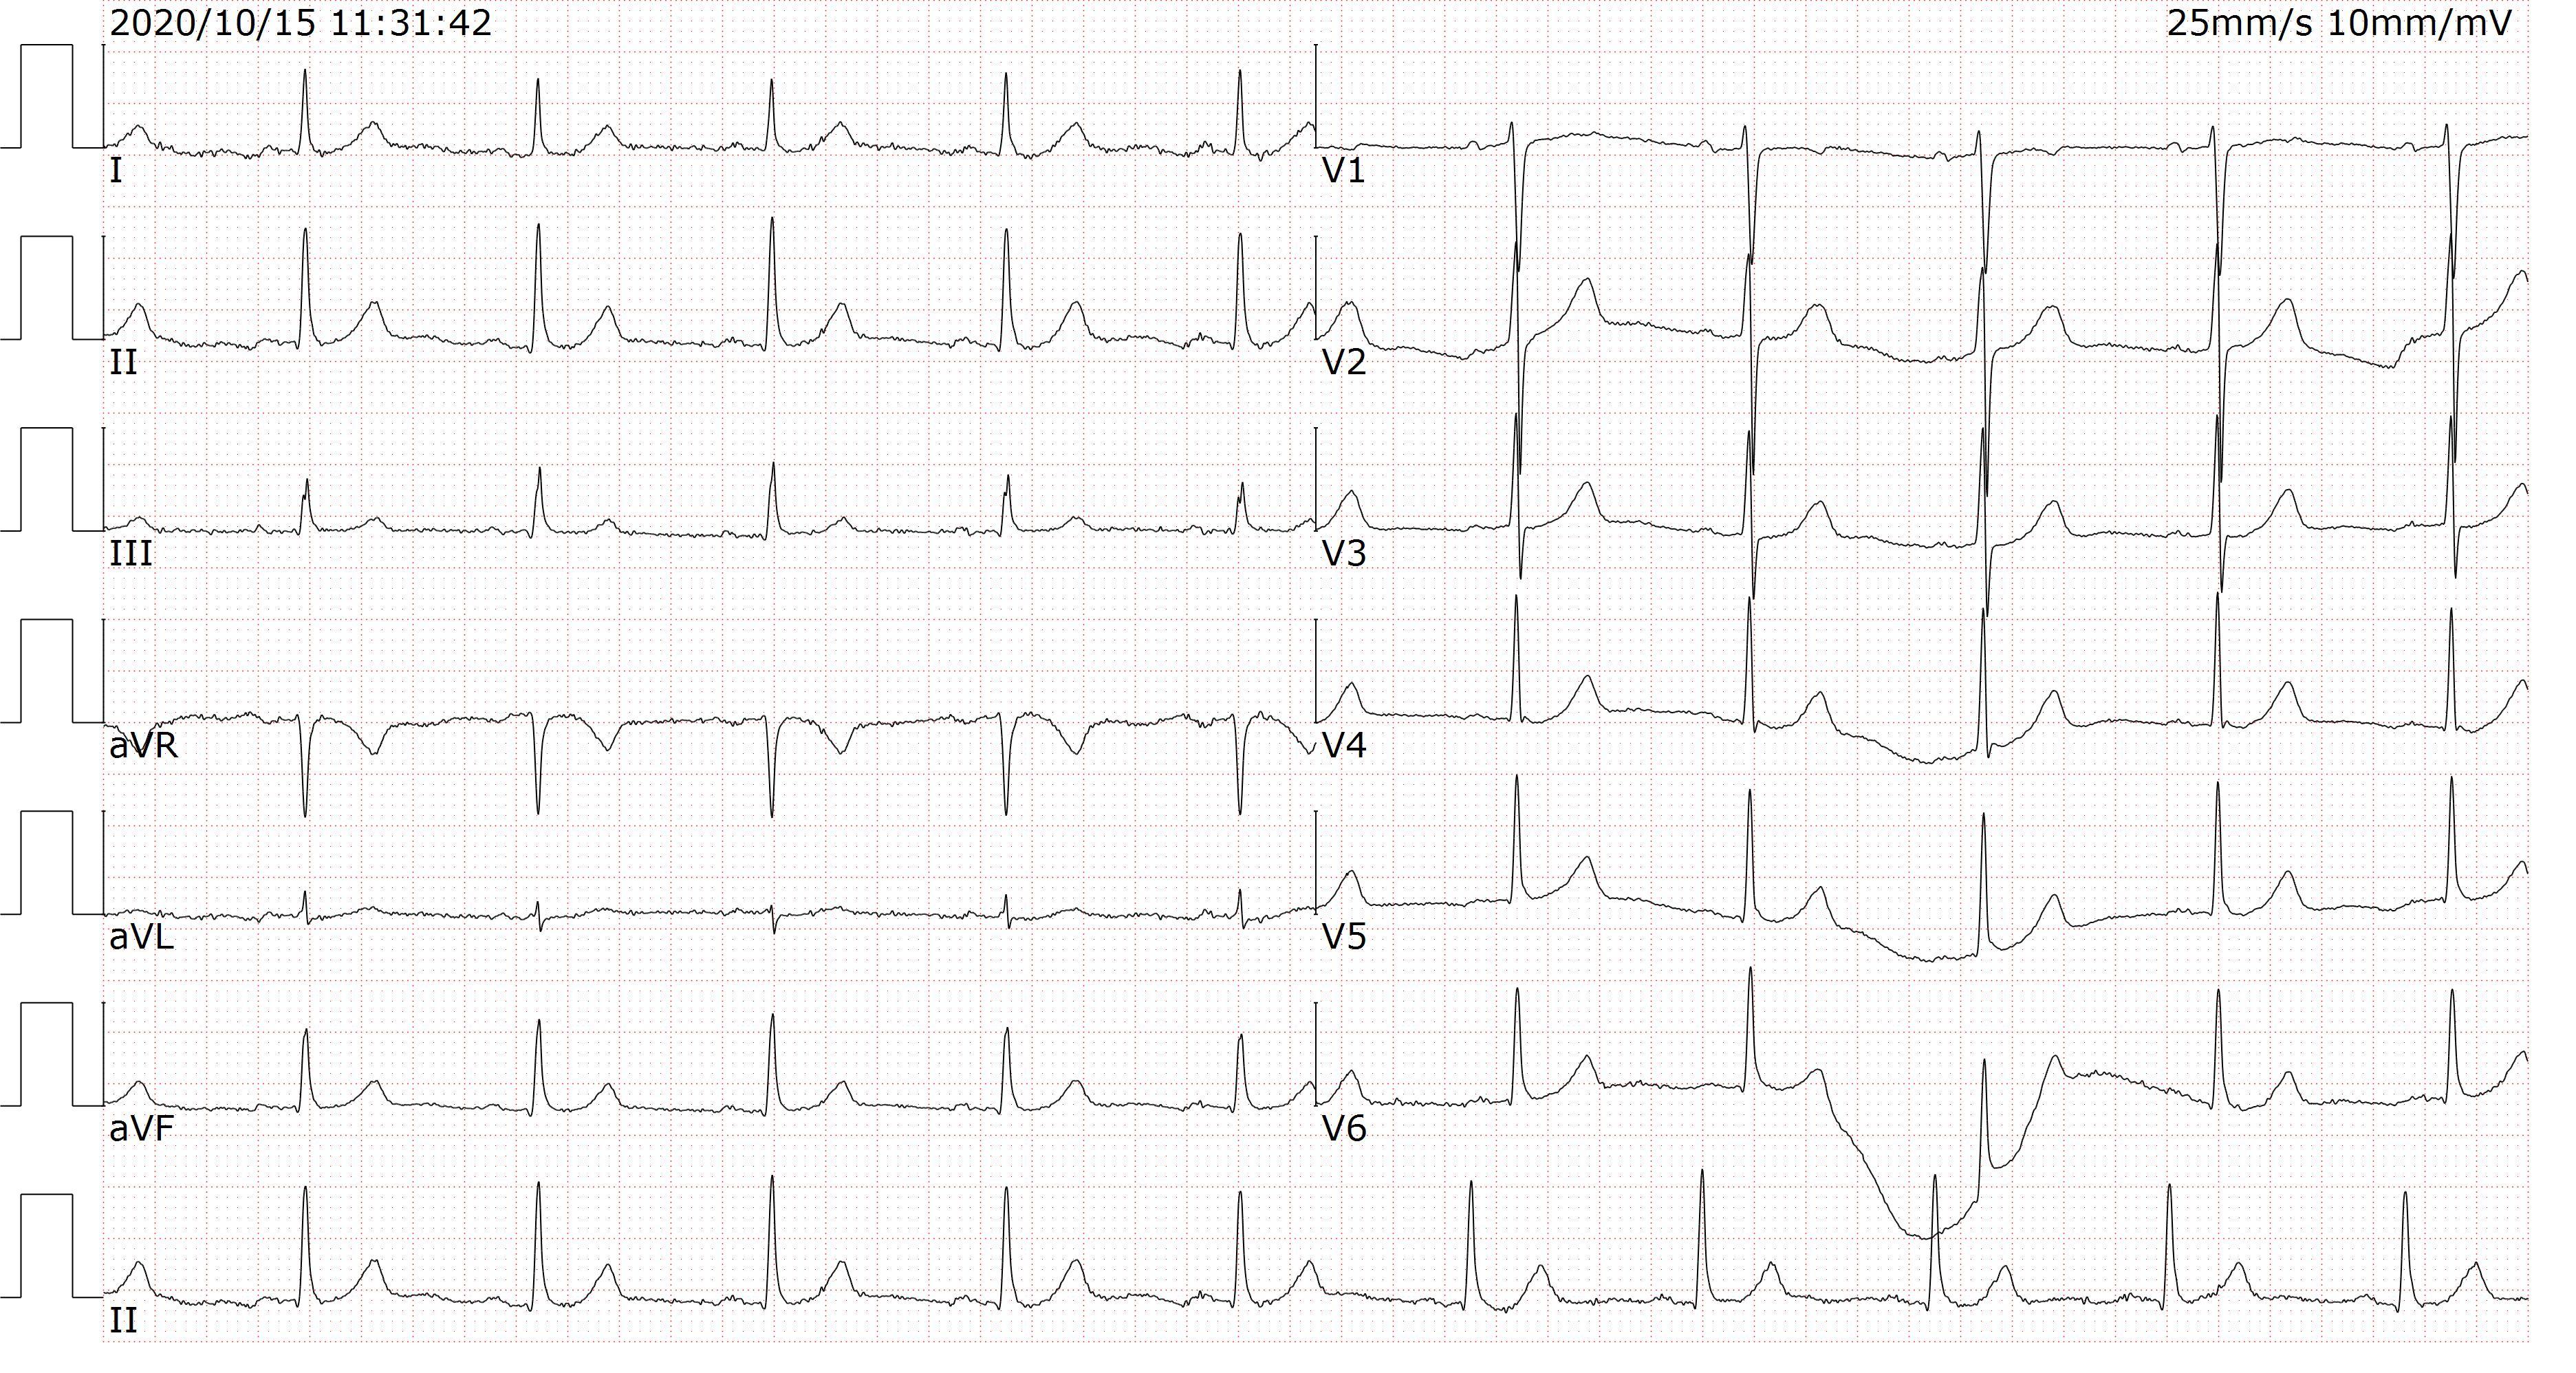 2020/10/15 11:31:42 25mm/s 10mm/mV
I V1
II V2
III V3
aVR V4
aVL V5
aVF V6
II